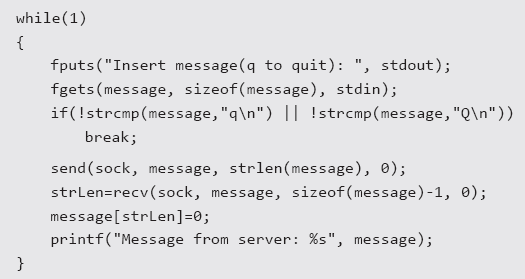 while(1)
{
fputs("Insert message(q to quit): ", stdout);
fgets(message, sizeof(message), stdin);
if(!strcmp(message,"q\n") || !strcmp(message,"Q\n"))
break;
send(sock, message, strlen(message), 0);
strLen=recv(sock, message, sizeof(message)-1, 0);
message[strLen]=0;
printf("Message from server: %s", message);
}